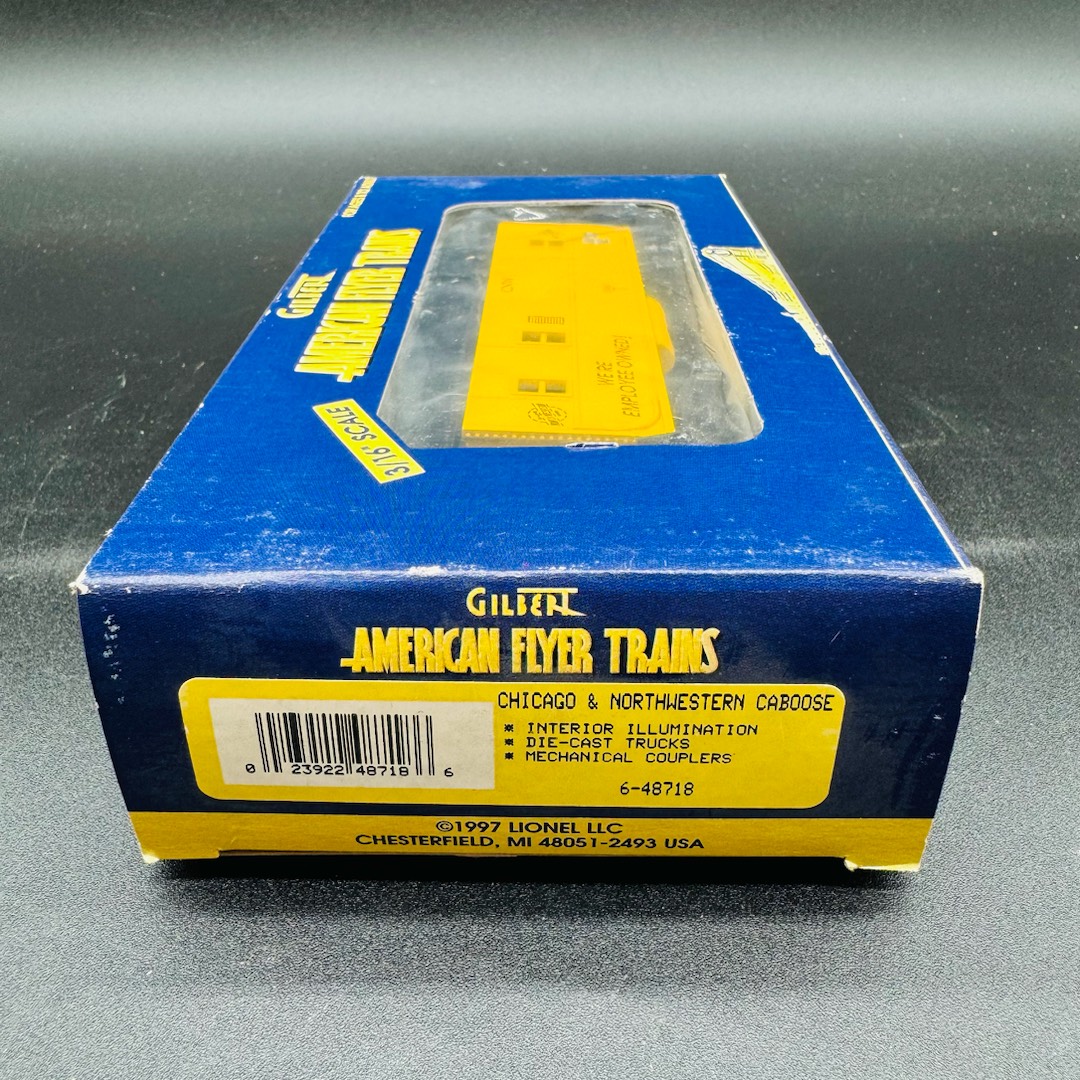 GILBERT
AMERICAN FLYER TRAINS
3/16" SCALE
WE'RE
EMPLOYEE OWNED
GILBERT
AMERICAN FLYER TRAINS
CHICAGO & NORTHWESTERN CABOOSE
* INTERIOR ILLUMINATION
* DIE-CAST TRUCKS
* MECHANICAL COUPLERS
6-48718
0 23922 48718 6
©1997 LIONEL LLC
CHESTERFIELD, MI 48051-2493 USA